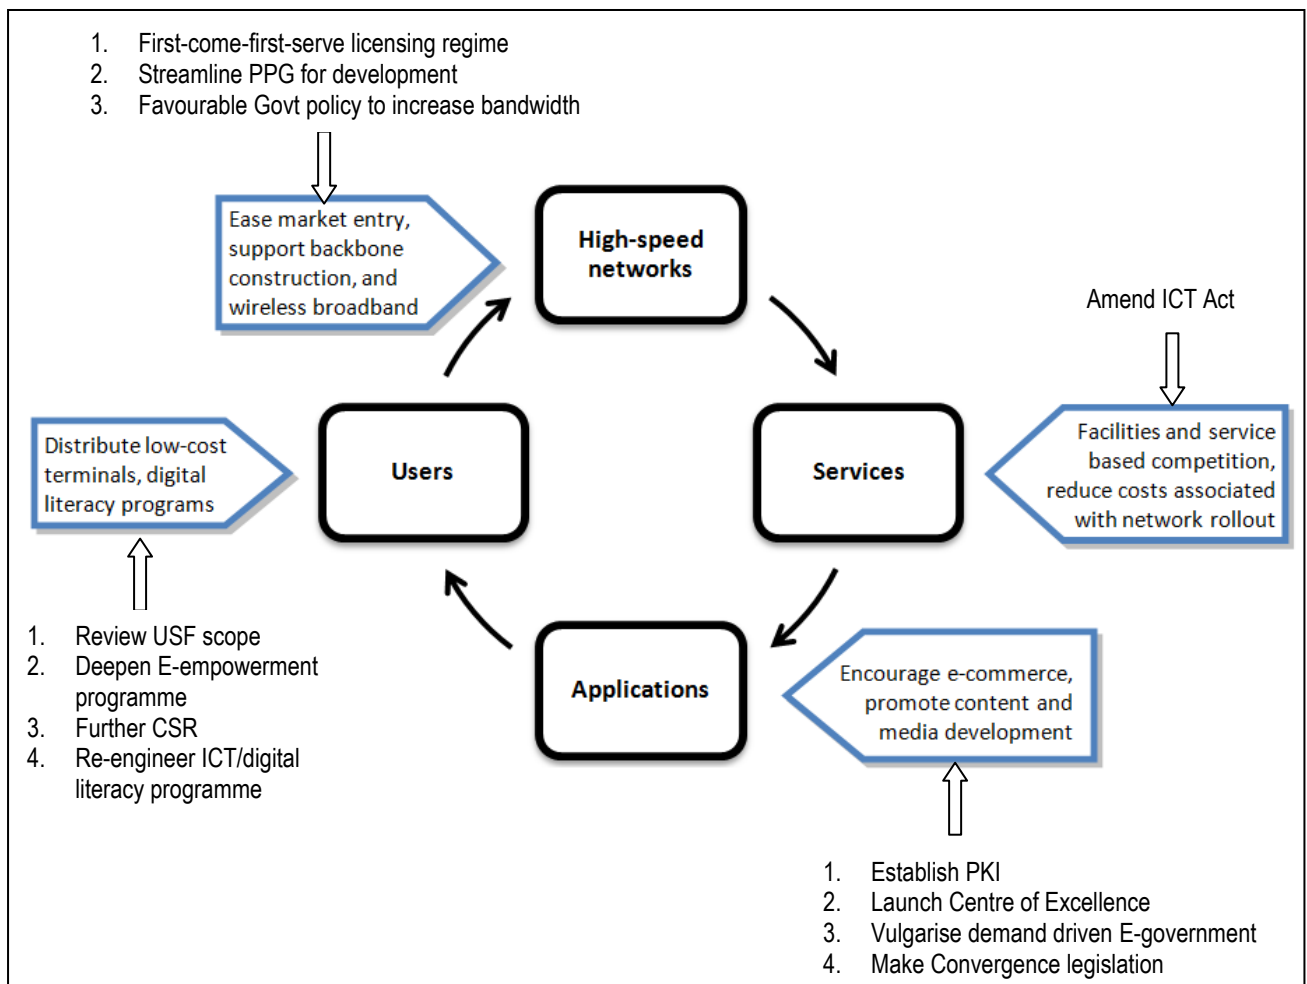 1. First-come-first-serve licensing regime
2. Streamline PPG for development
3. Favourable Govt policy to increase bandwidth
Ease market entry,
support backbone
construction, and
wireless broadband
High-speed
networks
Amend ICT Act
Distribute low-cost
terminals, digital
literacy programs
Users
Services
Facilities and service
based competition,
reduce costs associated
with network rollout
1. Review USF scope
2. Deepen E-empowerment
programme
3. Further CSR
4. Re-engineer ICT/digital
literacy programme
Applications
Encourage e-commerce,
promote content and
media development
1. Establish PKI
2. Launch Centre of Excellence
3. Vulgarise demand driven E-government
4. Make Convergence legislation